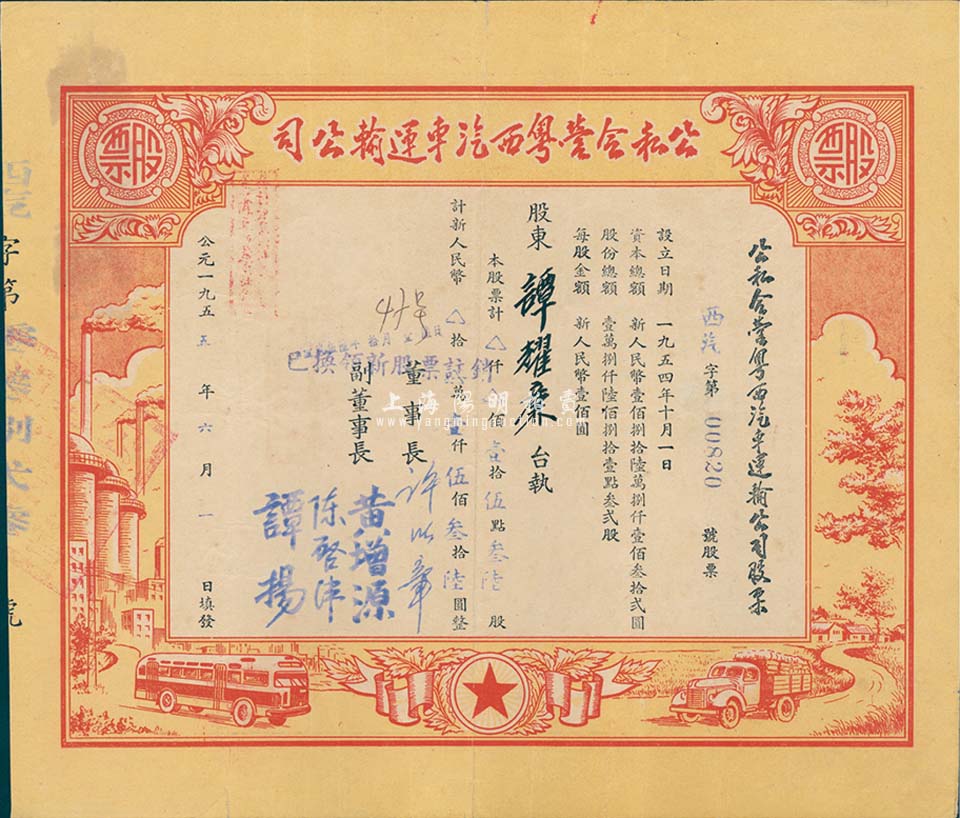 公私合營粵西汽車運輸公司
股票
股票
公私合營粵西汽車運輸公司股票
西汽 字第 00820 號股票
設立日期 一九五四年十月一日
資本總額 新人民幣壹佰捌拾陸萬捌仟壹佰叁拾弍圓
股份總額 壹萬捌仟陸佰捌拾壹點叁弍股
每股金額 新人民幣壹佰圓
股東 譚耀 台執
本股票計 △仟 佰壹拾伍點叁陸股
計新人民幣 △拾 萬壹仟伍佰叁拾陸圓整
董事長 許
副董事長 黃增源
陈啓
譚揚
已換領新股票註銷
公元一九五五年六月一日填發
字第
號
上海陽明拍賣
www.yangmingauction.com